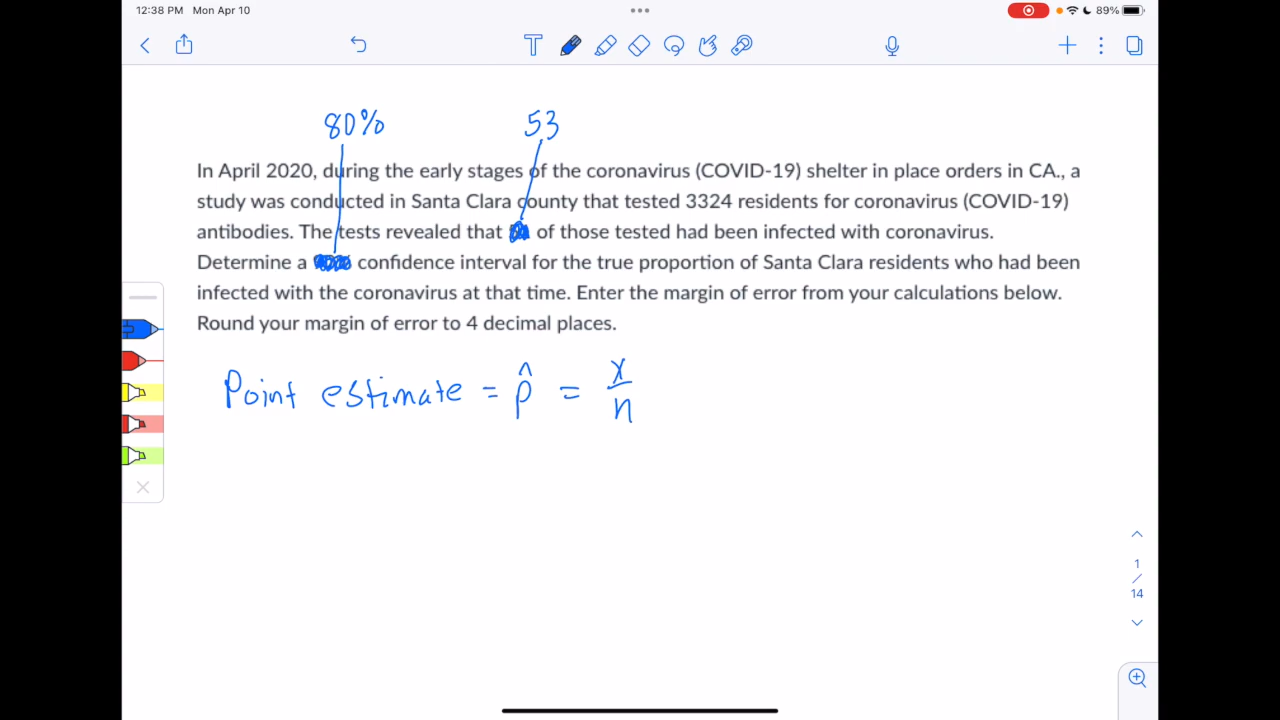 12:38 PM Mon Apr 10
89%
T
80% 53
In April 2020, during the early stages of the coronavirus (COVID-19) shelter in place orders in CA., a
study was conducted in Santa Clara county that tested 3324 residents for coronavirus (COVID-19)
antibodies. The tests revealed that of those tested had been infected with coronavirus.
Determine a confidence interval for the true proportion of Santa Clara residents who had been
infected with the coronavirus at that time. Enter the margin of error from your calculations below.
Round your margin of error to 4 decimal places.
Point estimate = p̂ = x/n
1
/
14